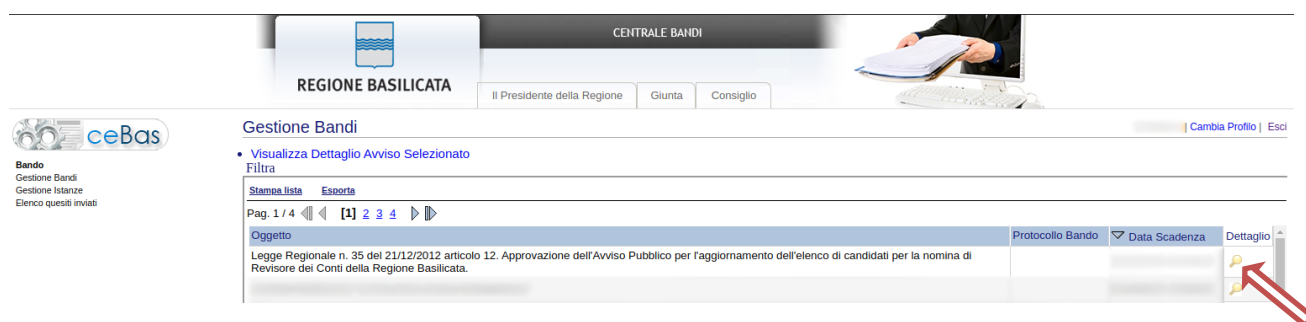 CENTRALE BANDI
REGIONE BASILICATA
Il Presidente della Regione Giunta Consiglio
ceBas
Gestione Bandi
| Cambia Profilo | Esci
Visualizza Dettaglio Avviso Selezionato
Filtra
Bando
Gestione Bandi
Gestione Istanze
Elenco quesiti inviati
Stampa lista Esporta
Pag. 1 / 4 [1] 2 3 4
Oggetto Protocollo Bando Data Scadenza Dettaglio
Legge Regionale n. 35 del 21/12/2012 articolo 12. Approvazione dell'Avviso Pubblico per l'aggiornamento dell'elenco di candidati per la nomina di
Revisore dei Conti della Regione Basilicata.